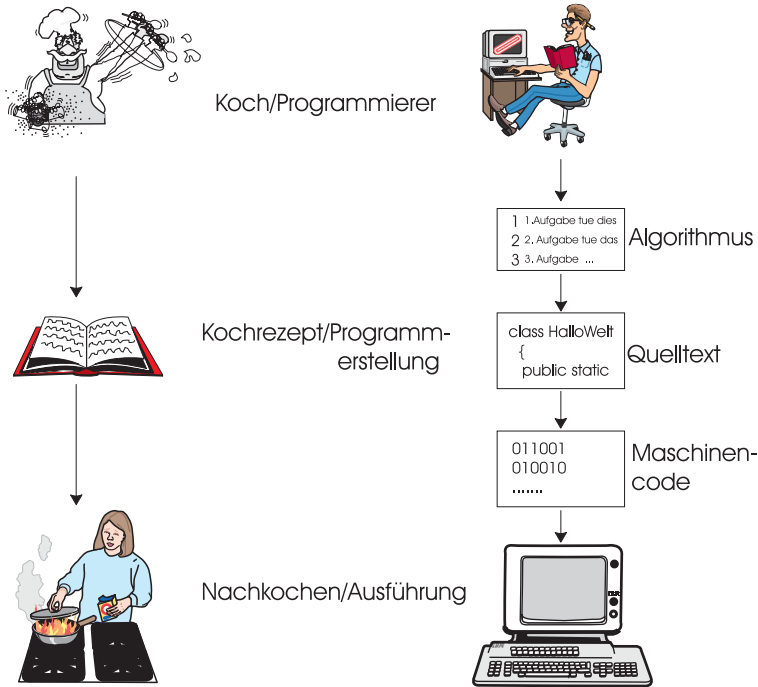 Koch/Programmierer
1 1.Aufgabe tue dies
2 2. Aufgabe tue das
3 3. Aufgabe ...
Algorithmus
Kochrezept/Programm-
erstellung
class HalloWelt
{
public static
Quelltext
011001
010010
.......
Maschinen-
code
Nachkochen/Ausführung